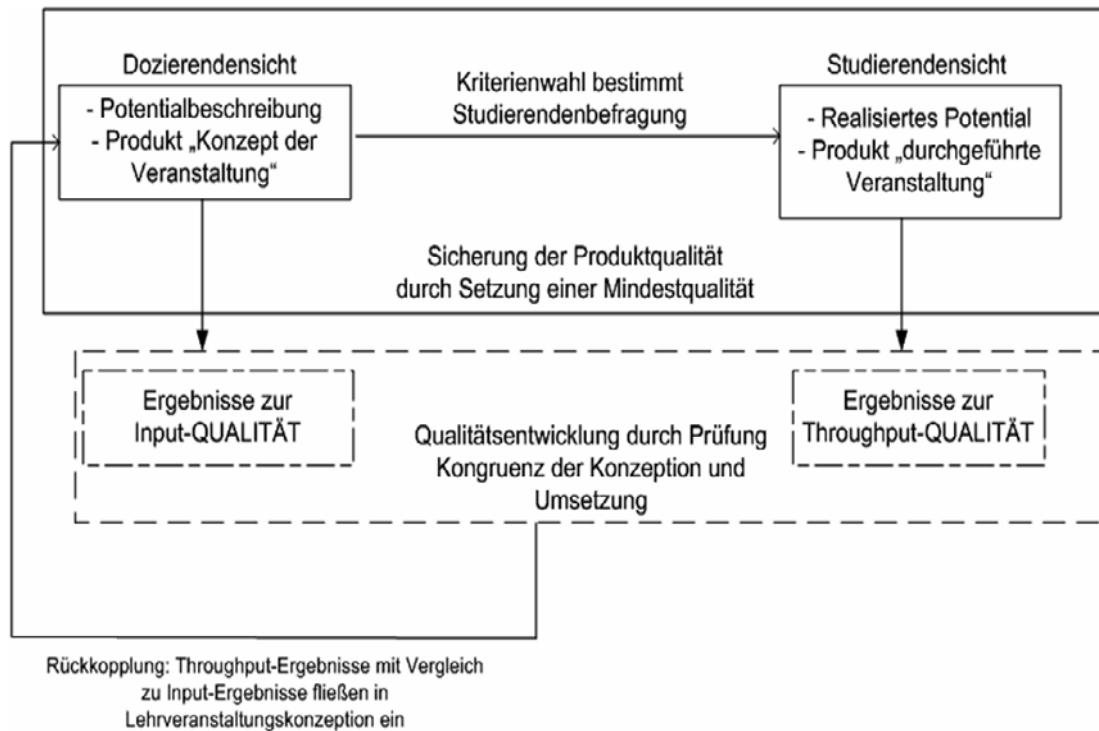 Dozierendensicht
- Potentialbeschreibung
- Produkt „Konzept der
Veranstaltung“
Kriterienwahl bestimmt
Studierendenbefragung
Studierendensicht
- Realisiertes Potential
- Produkt „durchgeführte
Veranstaltung“
Sicherung der Produktqualität
durch Setzung einer Mindestqualität
Ergebnisse zur
Input-QUALITÄT
Qualitätsentwicklung durch Prüfung
Kongruenz der Konzeption und
Umsetzung
Ergebnisse zur
Throughput-QUALITÄT
Rückkopplung: Throughput-Ergebnisse mit Vergleich
zu Input-Ergebnisse fließen in
Lehrveranstaltungskonzeption ein